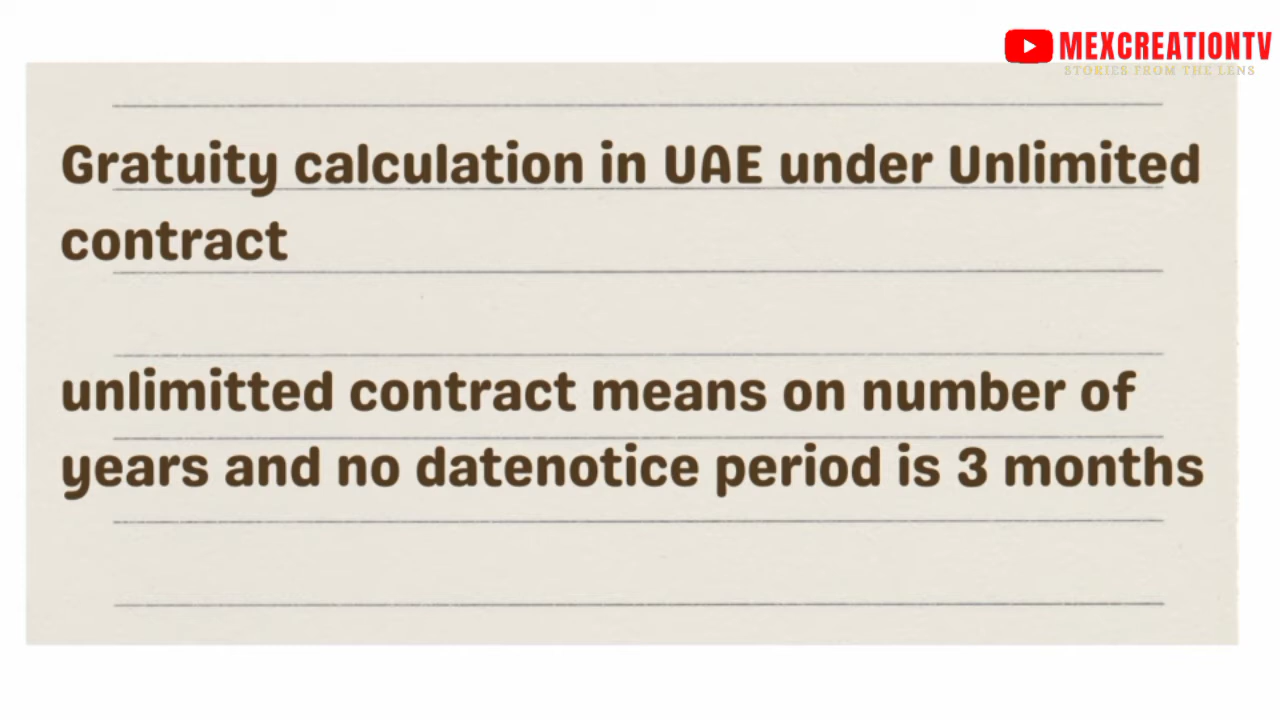 MEXCREATIONTV
STORIES FROM THE LENS
Gratuity calculation in UAE under Unlimited
contract
unlimitted contract means on number of
years and no datenotice period is 3 months